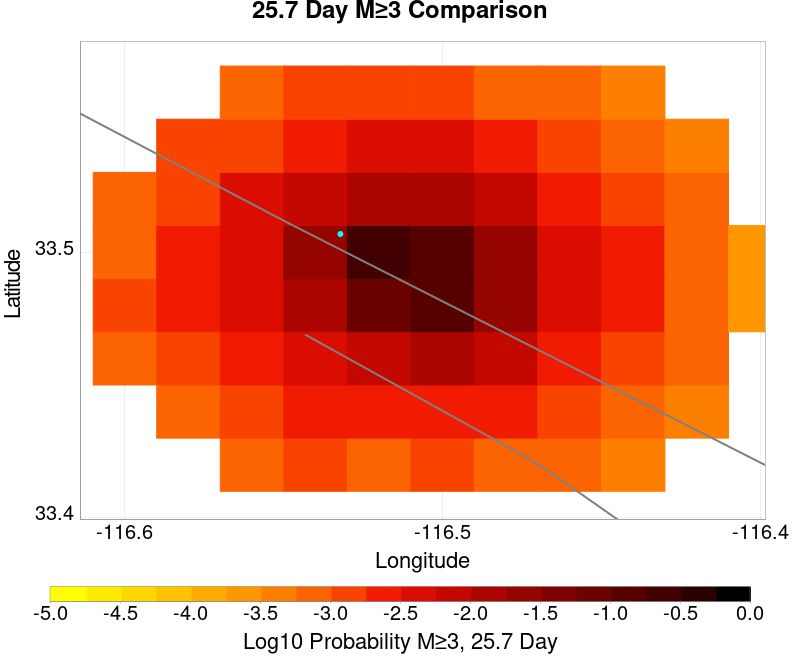 25.7 Day M≥3 Comparison
Latitude
33.5
33.4
-116.6 -116.5 -116.4
Longitude
-5.0 -4.5 -4.0 -3.5 -3.0 -2.5 -2.0 -1.5 -1.0 -0.5 0.0
Log10 Probability M≥3, 25.7 Day